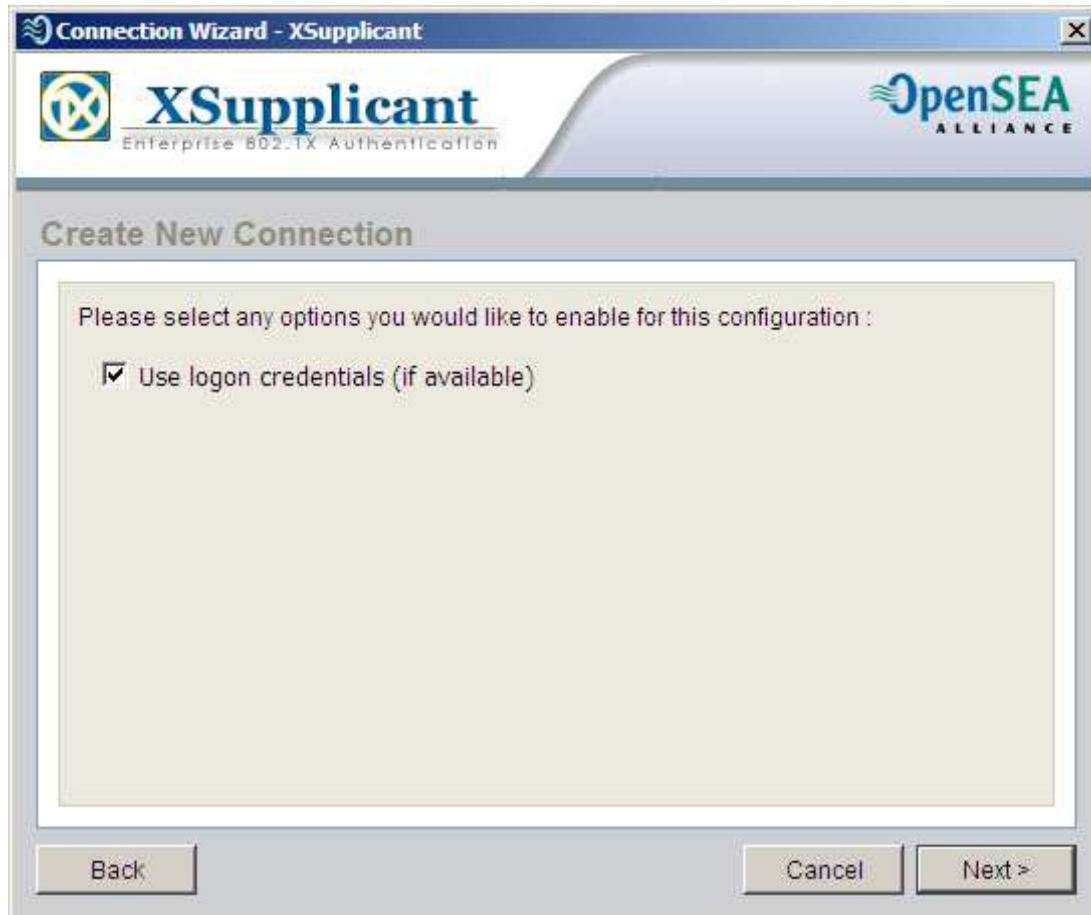 Connection Wizard - XSupplicant
1X
XSupplicant
Enterprise 802.1X Authentication
OpenSEA
ALLIANCE
Create New Connection
Please select any options you would like to enable for this configuration :
Use logon credentials (if available)
Back
Cancel
Next >